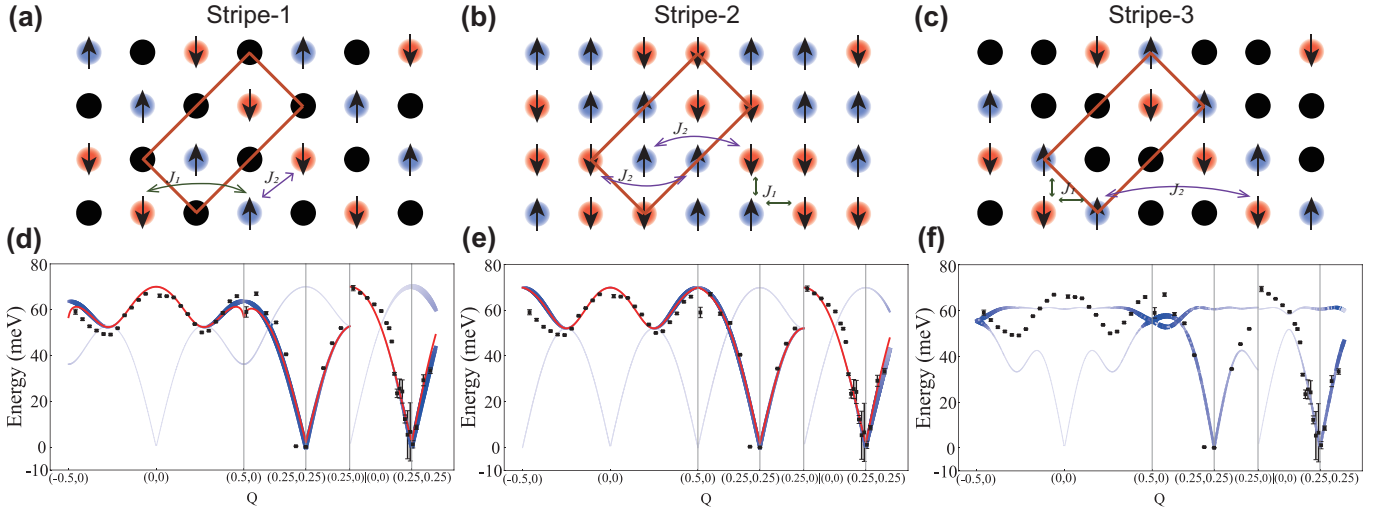 (a) Stripe-1
(b) Stripe-2
(c) Stripe-3
J₁
J₂
J₂
J₂
J₁
J₁
J₂
(d)
(e)
(f)
80
60
40
20
0
-10
Energy (meV)
(-0.5,0) (0,0) (0.5,0) (0.25,0.25) (0.25,0)|(0,0) (0.25,0.25)
Q
80
60
40
20
0
-10
Energy (meV)
(-0.5,0) (0,0) (0.5,0) (0.25,0.25) (0.25,0)|(0,0) (0.25,0.25)
Q
80
60
40
20
0
-10
Energy (meV)
(-0.5,0) (0,0) (0.5,0) (0.25,0.25) (0.25,0)|(0,0) (0.25,0.25)
Q